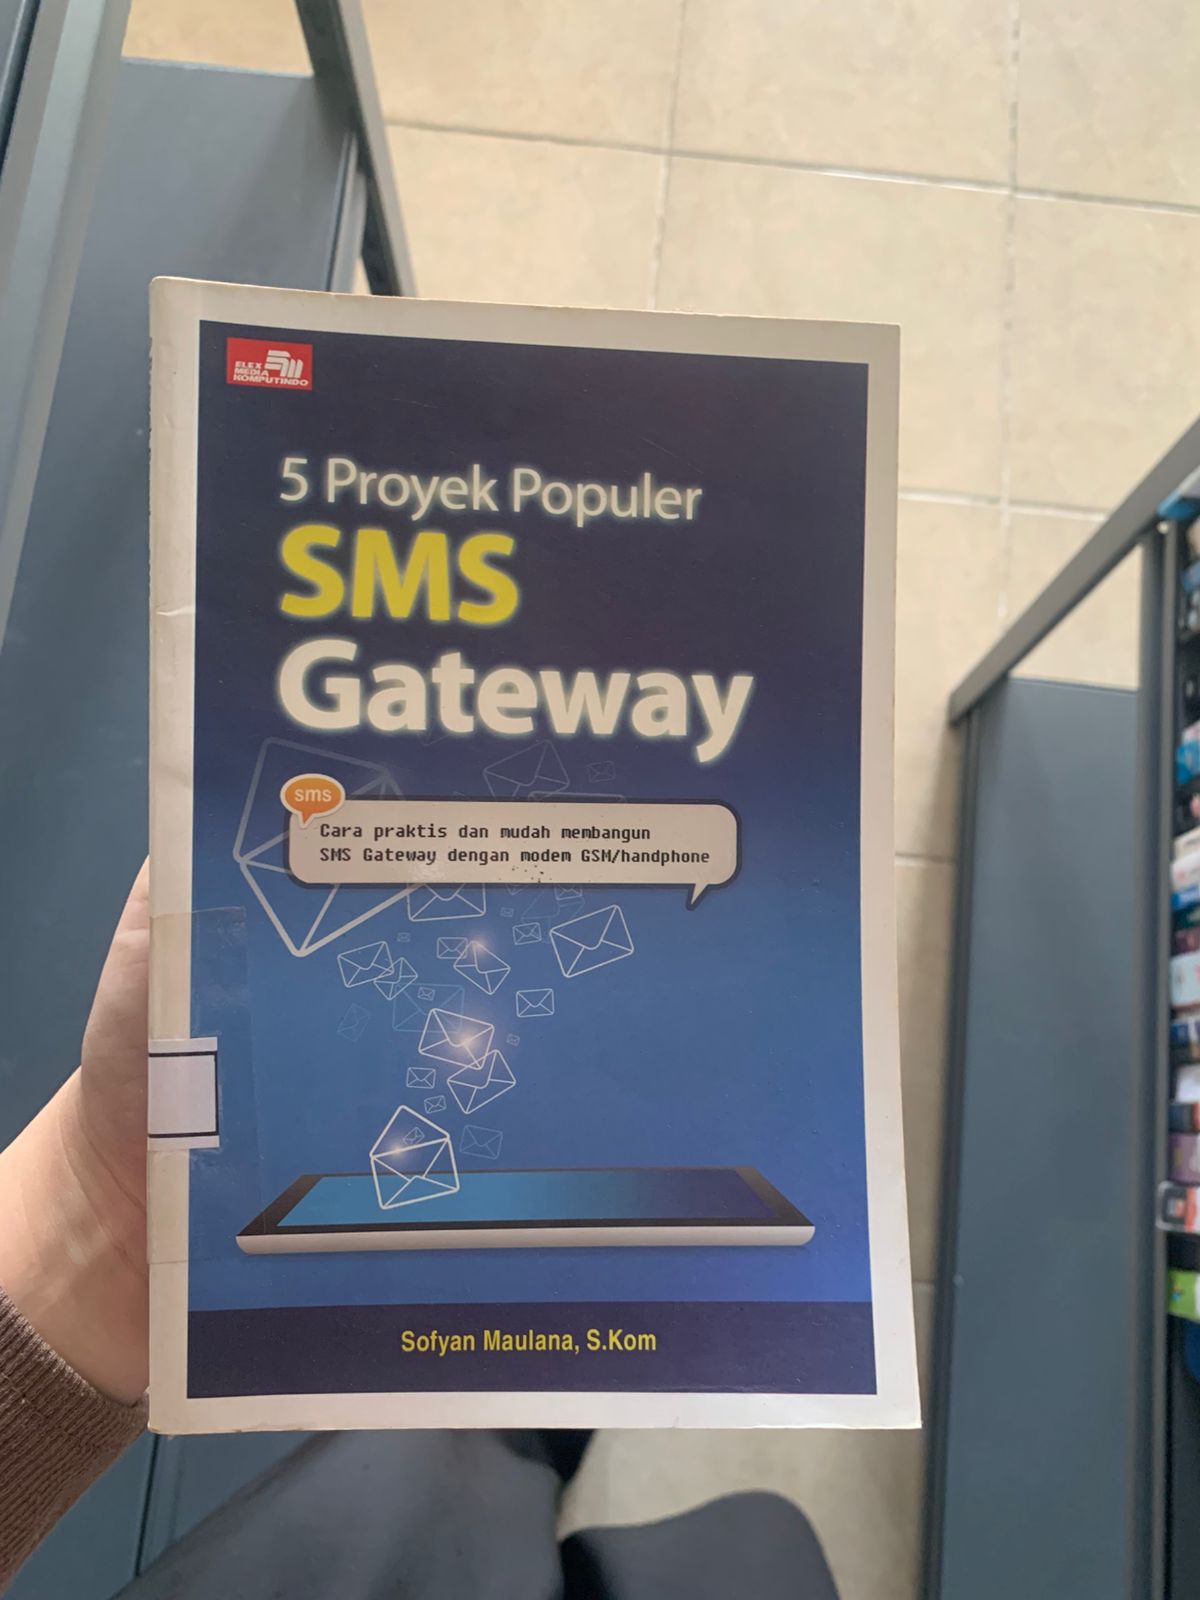 ELEX
MEDIA
KOMPUTINDO
5 Proyek Populer
SMS
Gateway
sms
Cara praktis dan mudah membangun
SMS Gateway dengan modem GSM/handphone
Sofyan Maulana, S.Kom